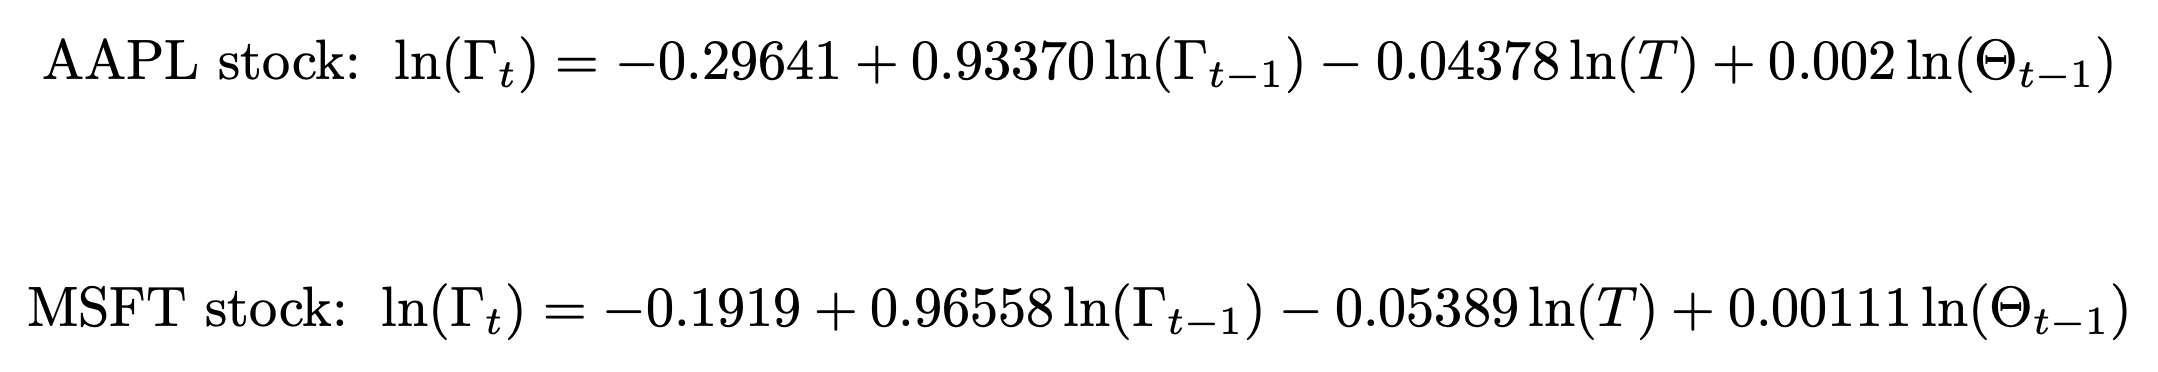 AAPL stock: ln(Γ_t) = −0.29641 + 0.93370 ln(Γ_{t−1}) − 0.04378 ln(T) + 0.002 ln(Θ_{t−1})
MSFT stock: ln(Γ_t) = −0.1919 + 0.96558 ln(Γ_{t−1}) − 0.05389 ln(T) + 0.00111 ln(Θ_{t−1})